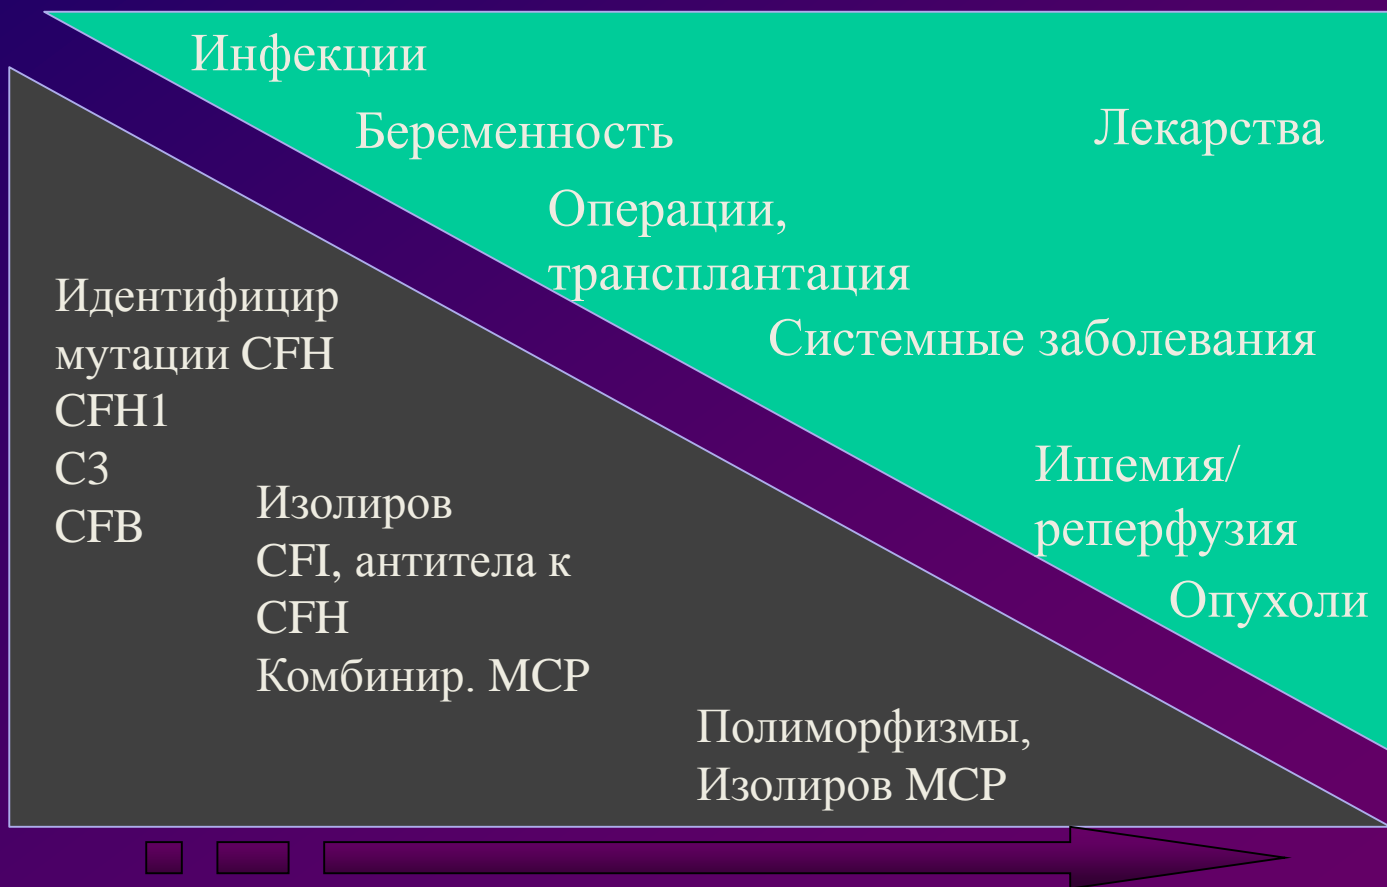 Инфекции
Беременность
Лекарства
Операции,
трансплантация
Системные заболевания
Ишемия/
реперфузия
Опухоли
Идентифицир
мутации CFH
CFH1
C3
CFB
Изолиров
CFI, антитела к
CFH
Комбинир. MCP
Полиморфизмы,
Изолиров MCP